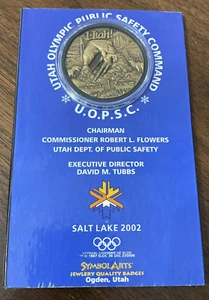 UTAH OLYMPIC PUBLIC SAFETY COMMAND
Utah!
★ U.O.P.S.C. ★
CHAIRMAN
COMMISSIONER ROBERT L. FLOWERS
UTAH DEPT. OF PUBLIC SAFETY
EXECUTIVE DIRECTOR
DAVID M. TUBBS
SALT LAKE 2002
SYMBOLARTS
JEWELRY QUALITY BADGES
Ogden, Utah